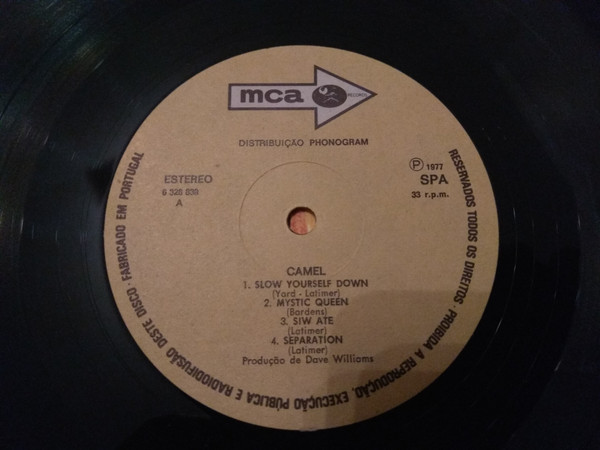 mca RECORDS
DISTRIBUIÇÃO PHONOGRAM
ESTEREO
6 328 830
A
Ⓟ 1977
SPA
33 r.p.m.
CAMEL
1. SLOW YOURSELF DOWN
(Yard - Latimer)
2. MYSTIC QUEEN
(Bardens)
3. SIW ATE
(Latimer)
4. SEPARATION
(Latimer)
Produção de Dave Williams
RESERVADOS TODOS OS DIREITOS · PROIBIDA A REPRODUÇÃO, EXECUÇÃO PÚBLICA E RADIODIFUSÃO DESTE DISCO · FABRICADO EM PORTUGAL